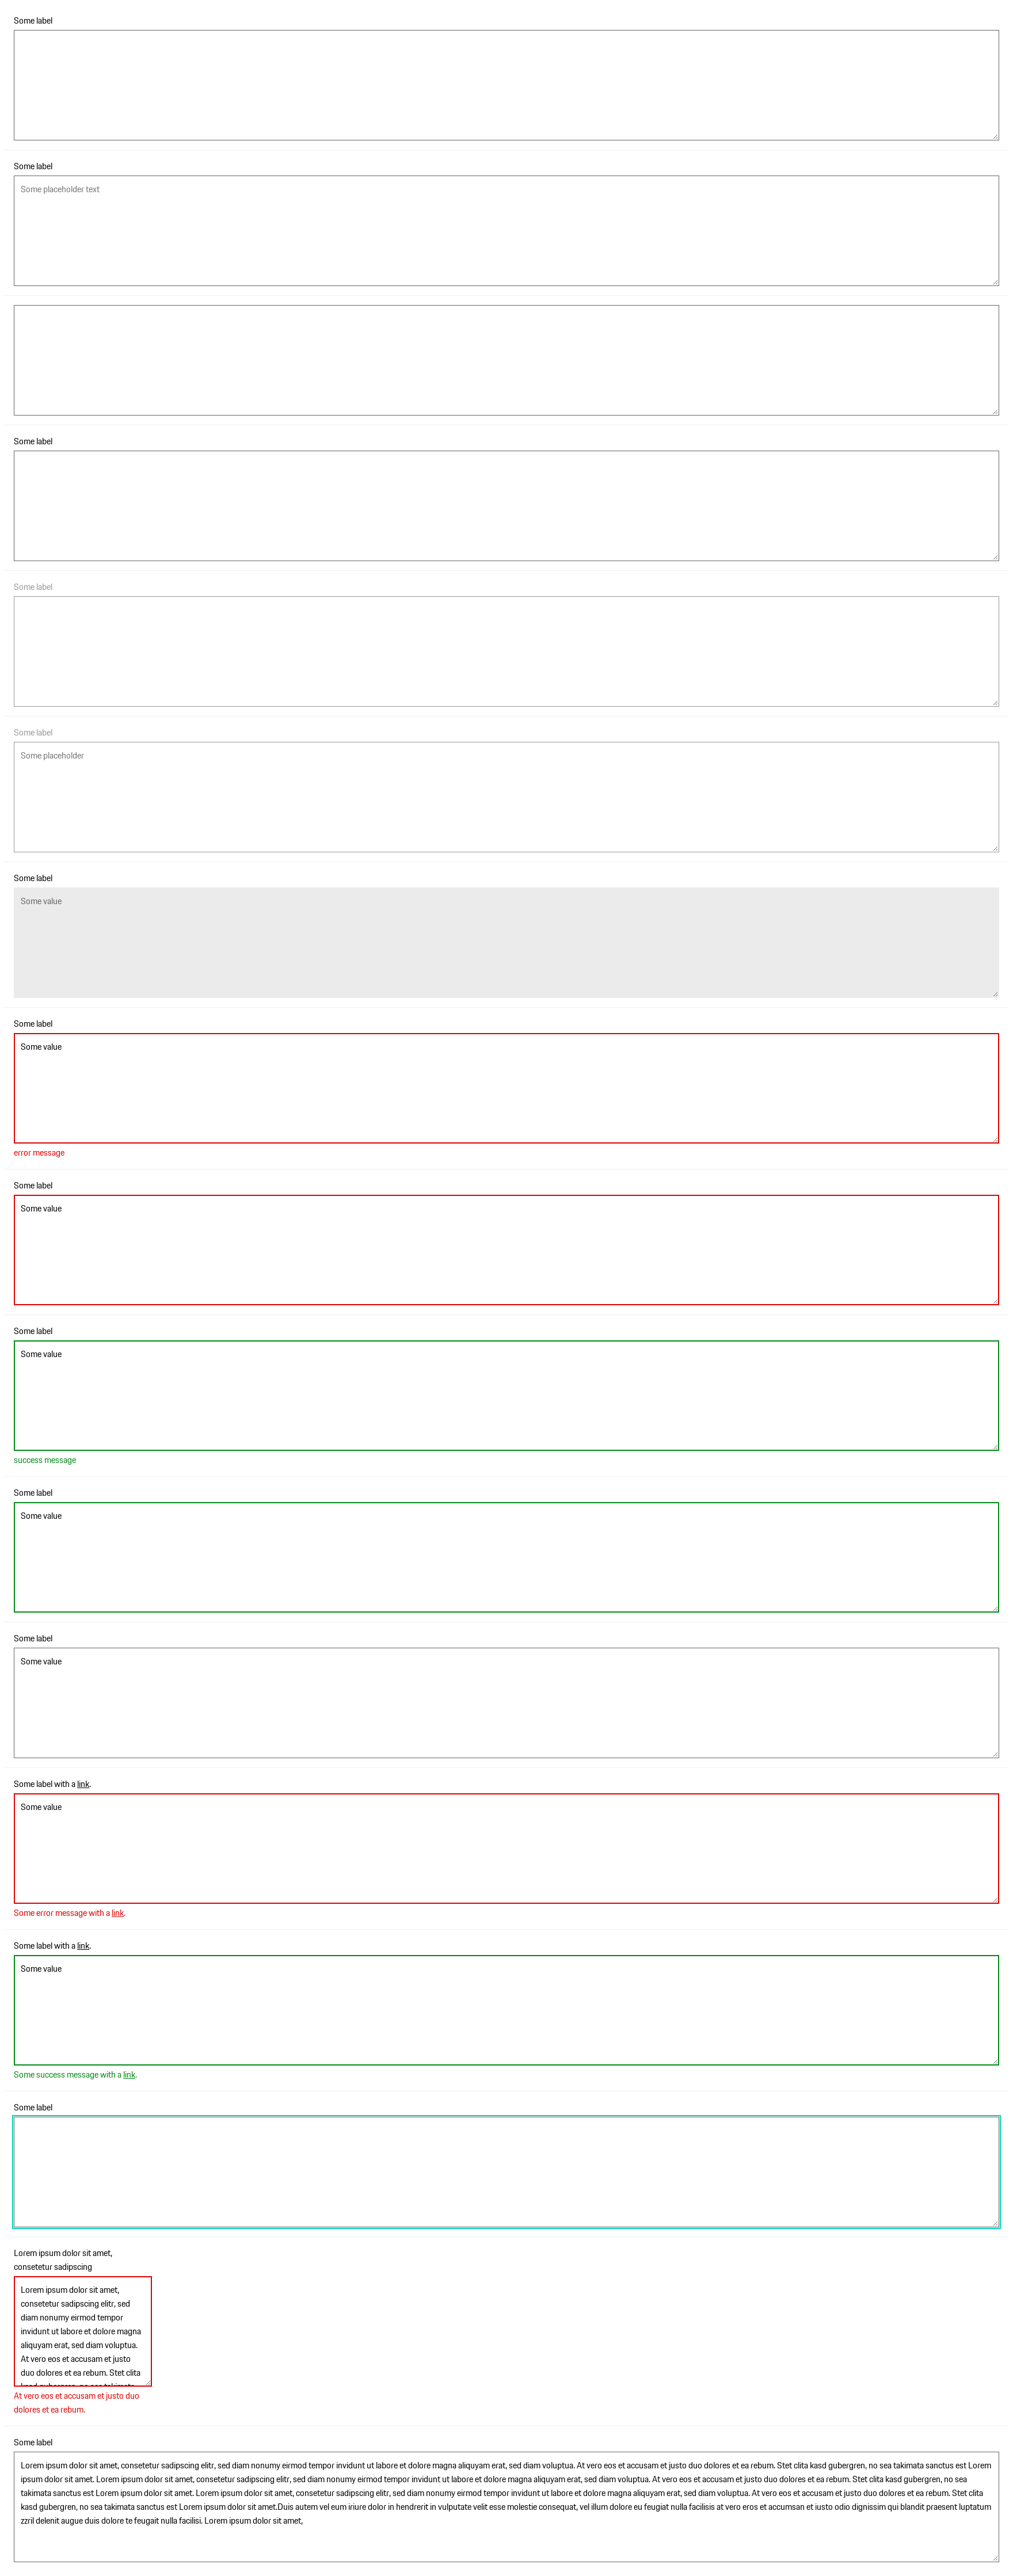 Some label
Some label
Some placeholder text
Some label
Some label
Some label
Some placeholder
Some label
Some value
Some label
Some value
error message
Some label
Some value
Some label
Some value
success message
Some label
Some value
Some label
Some value
Some label with a link.
Some value
Some error message with a link.
Some label with a link.
Some value
Some success message with a link.
Some label
Lorem ipsum dolor sit amet,
consetetur sadipscing
Lorem ipsum dolor sit amet,
consetetur sadipscing elitr, sed
diam nonumy eirmod tempor
invidunt ut labore et dolore magna
aliquyam erat, sed diam voluptua.
At vero eos et accusam et justo
duo dolores et ea rebum. Stet clita
At vero eos et accusam et justo duo
dolores et ea rebum.
Some label
Lorem ipsum dolor sit amet, consetetur sadipscing elitr, sed diam nonumy eirmod tempor invidunt ut labore et dolore magna aliquyam erat, sed diam voluptua. At vero eos et accusam et justo duo dolores et ea rebum. Stet clita kasd gubergren, no sea takimata sanctus est Lorem
ipsum dolor sit amet. Lorem ipsum dolor sit amet, consetetur sadipscing elitr, sed diam nonumy eirmod tempor invidunt ut labore et dolore magna aliquyam erat, sed diam voluptua. At vero eos et accusam et justo duo dolores et ea rebum. Stet clita kasd gubergren, no sea
takimata sanctus est Lorem ipsum dolor sit amet. Lorem ipsum dolor sit amet, consetetur sadipscing elitr, sed diam nonumy eirmod tempor invidunt ut labore et dolore magna aliquyam erat, sed diam voluptua. At vero eos et accusam et justo duo dolores et ea rebum. Stet clita
kasd gubergren, no sea takimata sanctus est Lorem ipsum dolor sit amet.Duis autem vel eum iriure dolor in hendrerit in vulputate velit esse molestie consequat, vel illum dolore eu feugiat nulla facilisis at vero eros et accumsan et iusto odio dignissim qui blandit praesent luptatum
zzril delenit augue duis dolore te feugait nulla facilisi. Lorem ipsum dolor sit amet,